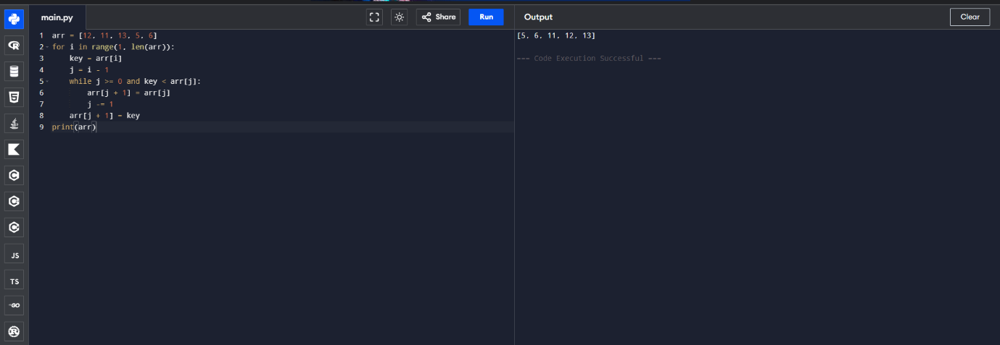 main.py
Share
Run
Output
Clear
1 arr = [12, 11, 13, 5, 6]
2 for i in range(1, len(arr)):
3     key = arr[i]
4     j = i - 1
5     while j >= 0 and key < arr[j]:
6         arr[j + 1] = arr[j]
7         j -= 1
8     arr[j + 1] = key
9 print(arr)
[5, 6, 11, 12, 13]
=== Code Execution Successful ===
R
JS
TS
GO